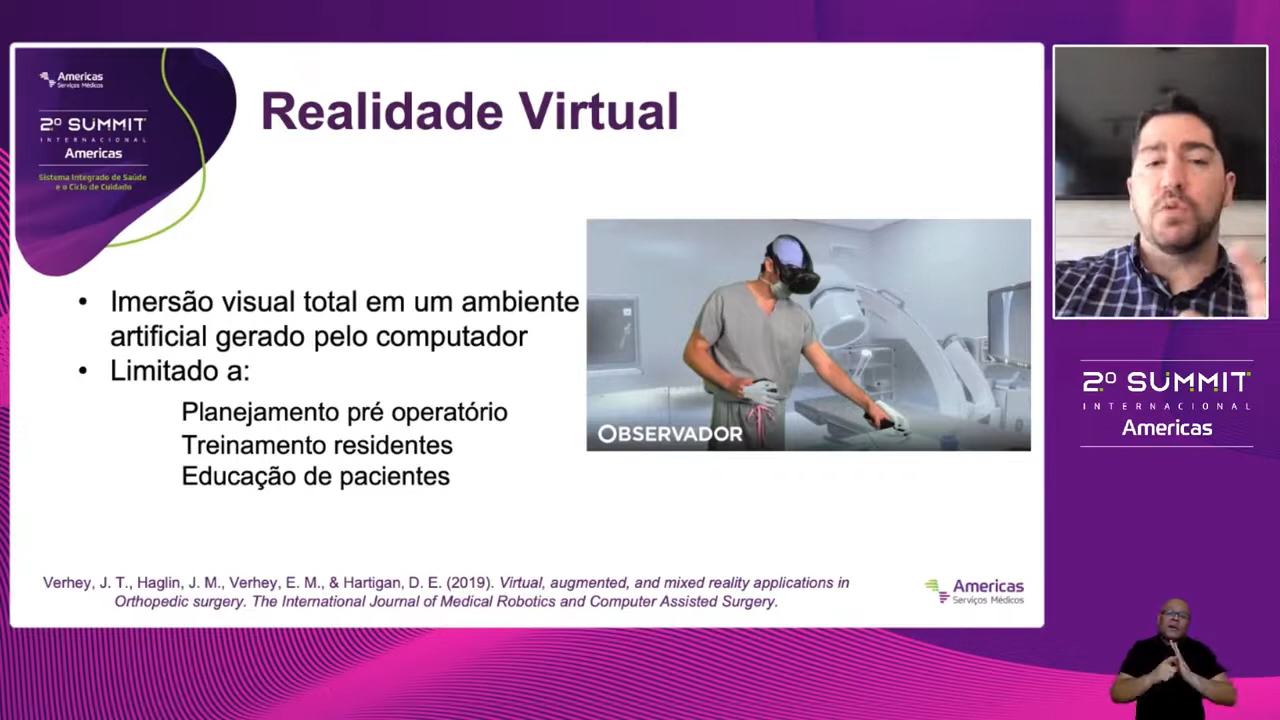 Americas
Serviços Médicos
2º SUMMIT
INTERNACIONAL
Americas
Sistema Integrado de Saúde
e o Ciclo de Cuidado
Realidade Virtual
• Imersão visual total em um ambiente
artificial gerado pelo computador
• Limitado a:
Planejamento pré operatório
Treinamento residentes
Educação de pacientes
OBSERVADOR
Verhey, J. T., Haglin, J. M., Verhey, E. M., & Hartigan, D. E. (2019). Virtual, augmented, and mixed reality applications in
Orthopedic surgery. The International Journal of Medical Robotics and Computer Assisted Surgery.
Americas
Serviços Médicos
2º SUMMIT
INTERNACIONAL
Americas